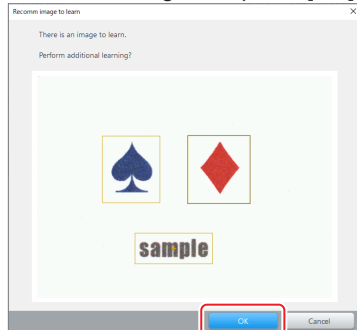 Recomm image to learn
There is an image to learn.
Perform additional learning?
sample
OK
Cancel